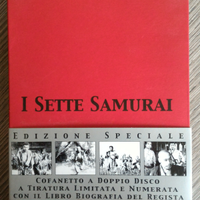 I SETTE SAMURAI
EDIZIONE SPECIALE
COFANETTO A DOPPIO DISCO
A TIRATURA LIMITATA E NUMERATA
CON IL LIBRO BIOGRAFIA DEL REGISTA